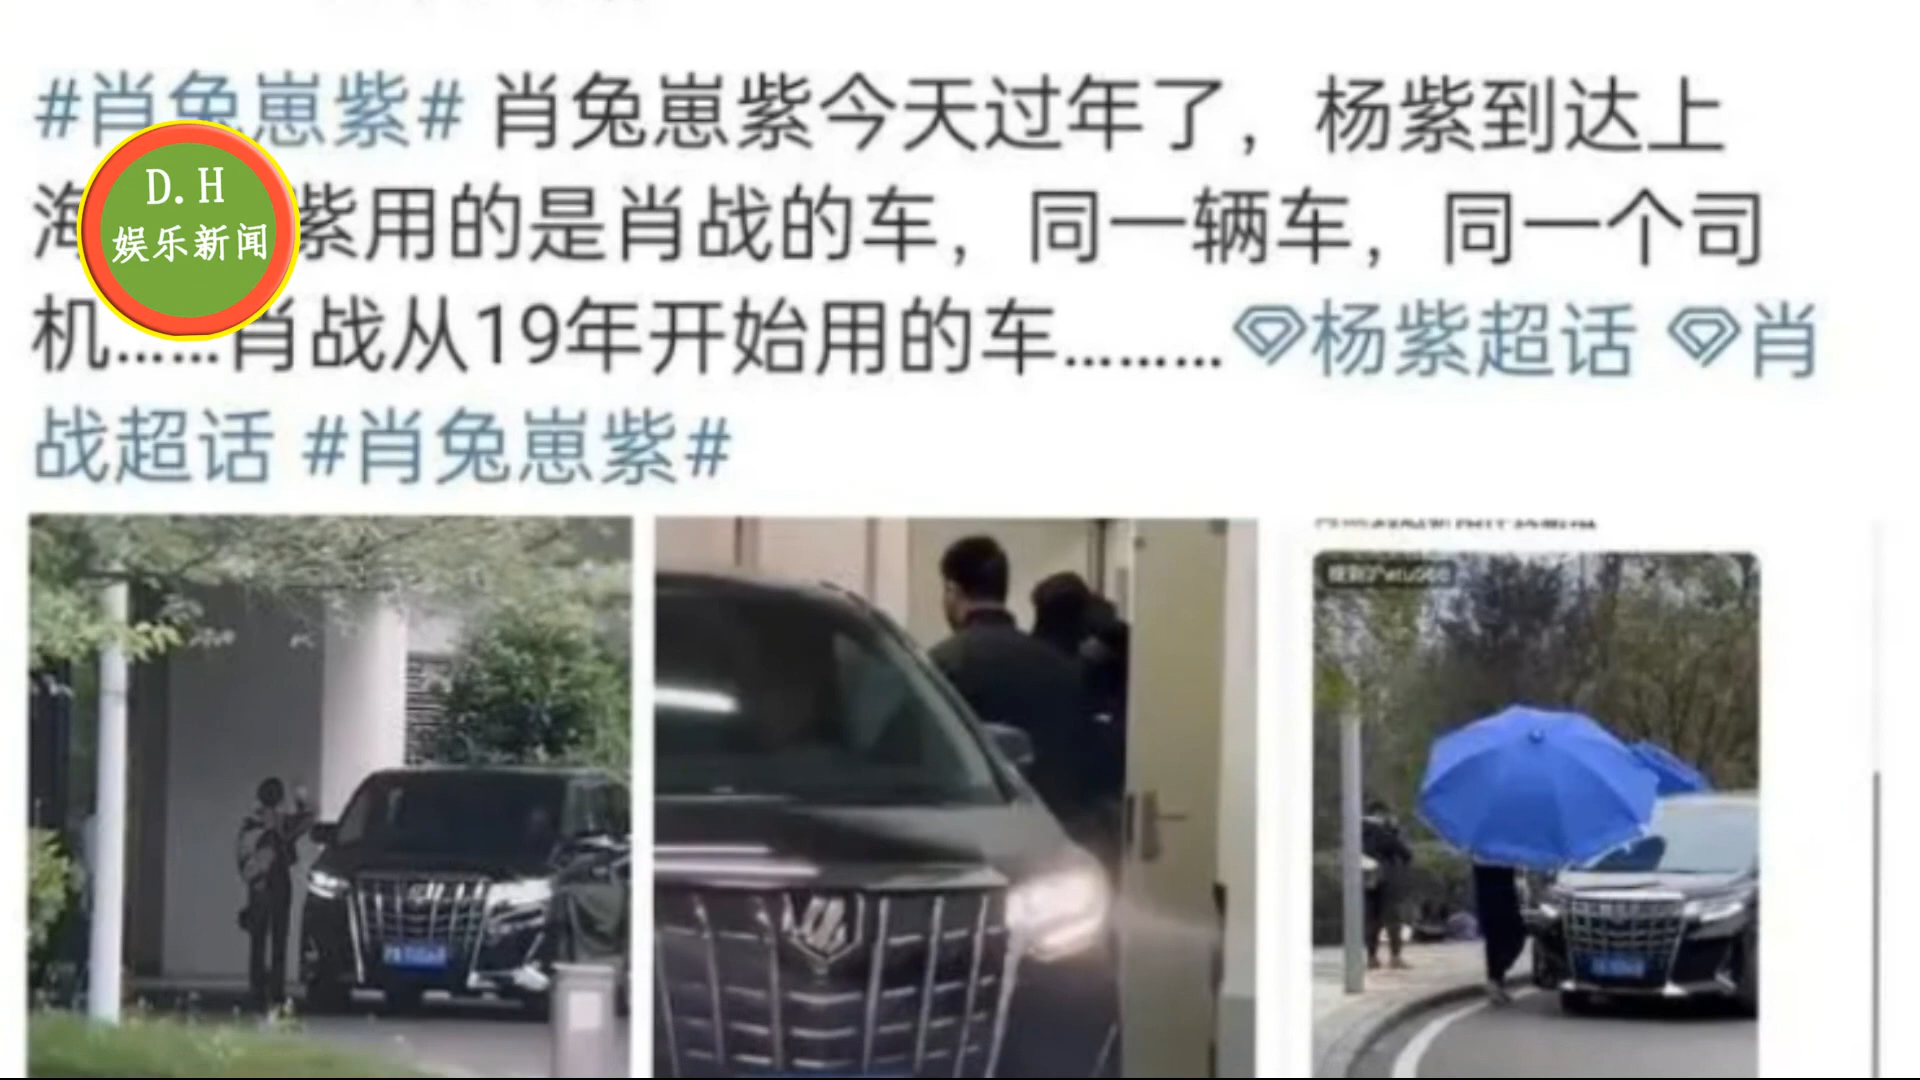 #肖兔崽紫# 肖兔崽紫今天过年了，杨紫到达上
海 紫用的是肖战的车，同一辆车，同一个司
机……肖战从19年开始用的车………杨紫超话 肖
战超话 #肖兔崽紫#
D.H
娱乐新闻